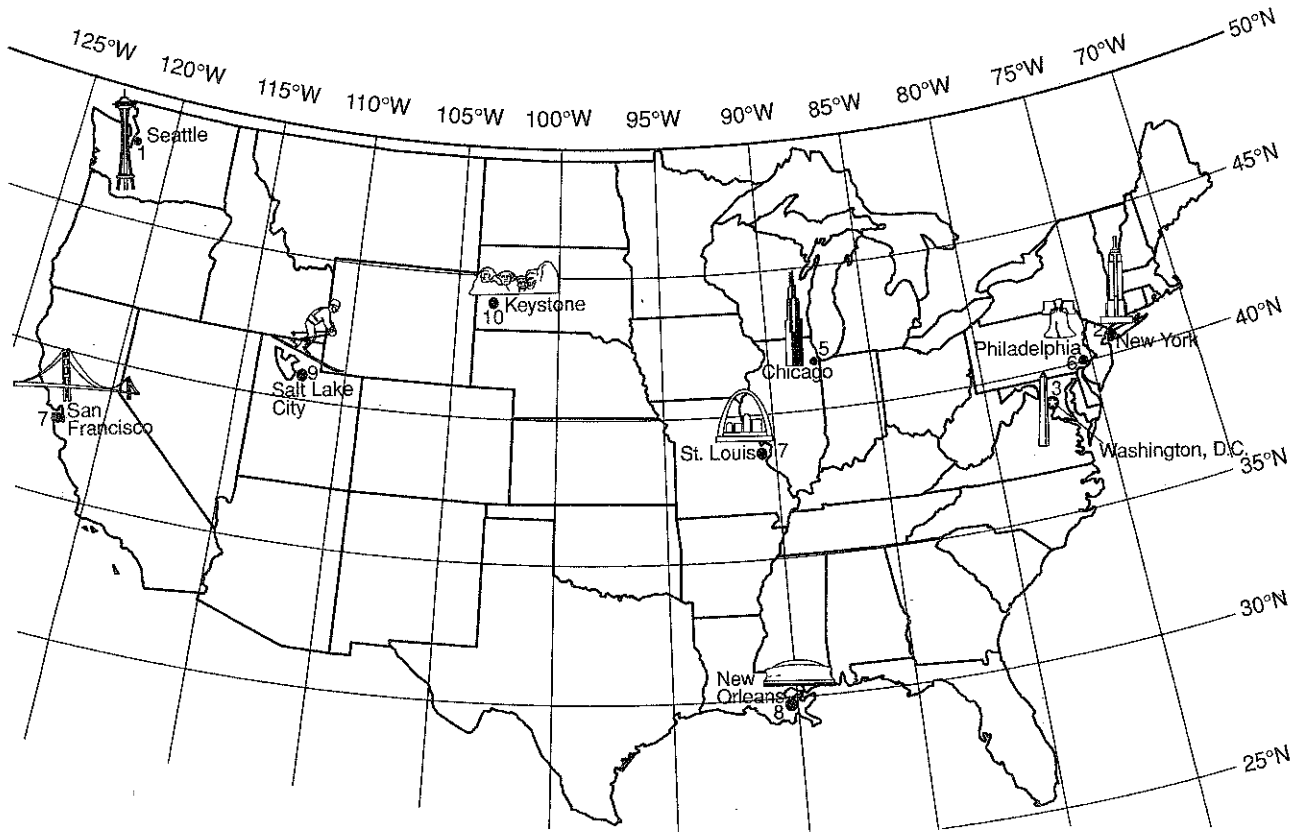 125°W
120°W
115°W
110°W
105°W
100°W
95°W
90°W
85°W
80°W
75°W
70°W
50°N
45°N
40°N
35°N
30°N
25°N
Seattle
1
Keystone
10
9
Salt Lake
City
7
San
Francisco
5
Chicago
St. Louis
7
Philadelphia
6
2
New York
3
Washington, D.C.
New
Orleans
8